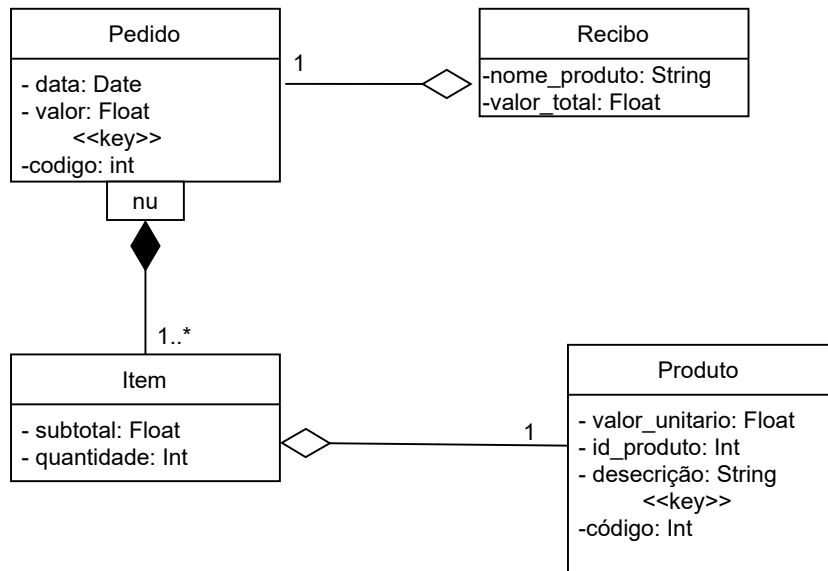 Pedido
- data: Date
- valor: Float
<<key>>
-codigo: int
nu
1
Recibo
-nome_produto: String
-valor_total: Float
1..*
Item
- subtotal: Float
- quantidade: Int
1
Produto
- valor_unitario: Float
- id_produto: Int
- desecrição: String
<<key>>
-código: Int